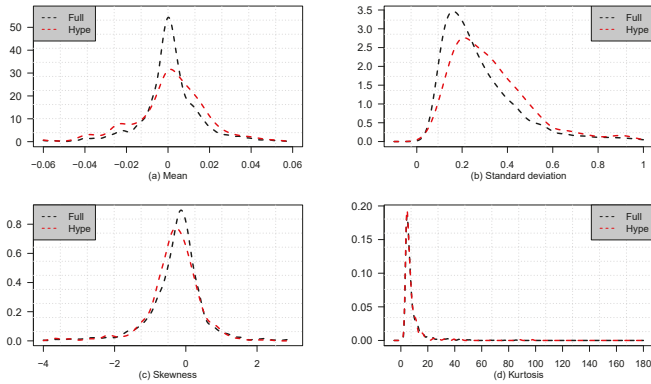 Full
Hype
50
40
30
20
10
0
−0.06 −0.04 −0.02 0 0.02 0.04 0.06
(a) Mean
Full
Hype
3.5
3.0
2.5
2.0
1.5
1.0
0.5
0.0
0 0.2 0.4 0.6 0.8 1
(b) Standard deviation
Full
Hype
0.8
0.6
0.4
0.2
0.0
−4 −2 0 2
(c) Skewness
Full
Hype
0.20
0.15
0.10
0.05
0.00
0 20 40 60 80 100 120 140 160 180
(d) Kurtosis